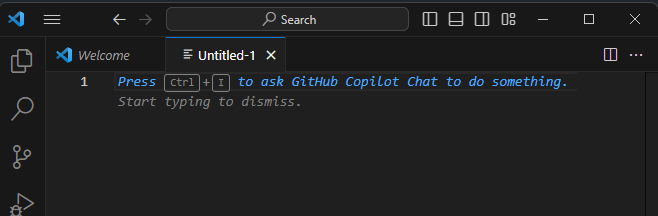 Search
Welcome
Untitled-1
1 Press Ctrl+I to ask GitHub Copilot Chat to do something.
Start typing to dismiss.